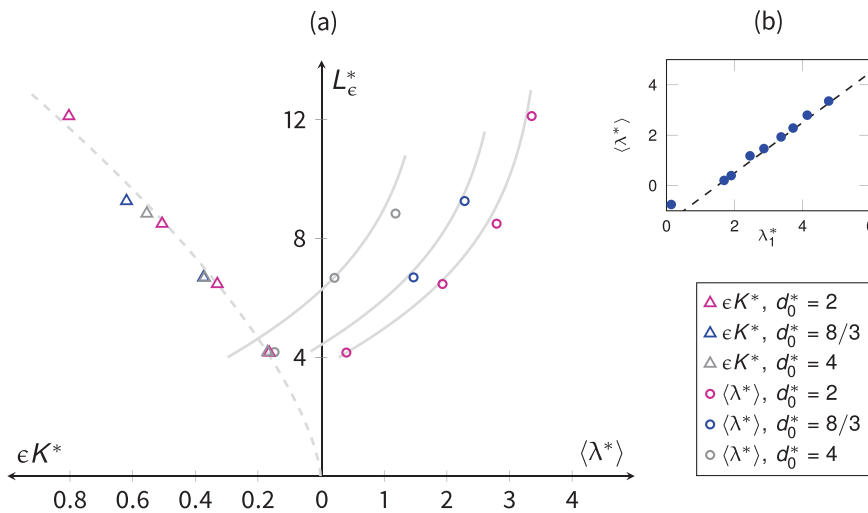 (a)
L*ϵ
12
8
4
ϵK*
⟨λ*⟩
0.8 0.6 0.4 0.2 0 1 2 3 4
(b)
4
2
0
⟨λ*⟩
0 2 4 6
λ*1
ϵK*, d*0 = 2
ϵK*, d*0 = 8/3
ϵK*, d*0 = 4
⟨λ*⟩, d*0 = 2
⟨λ*⟩, d*0 = 8/3
⟨λ*⟩, d*0 = 4